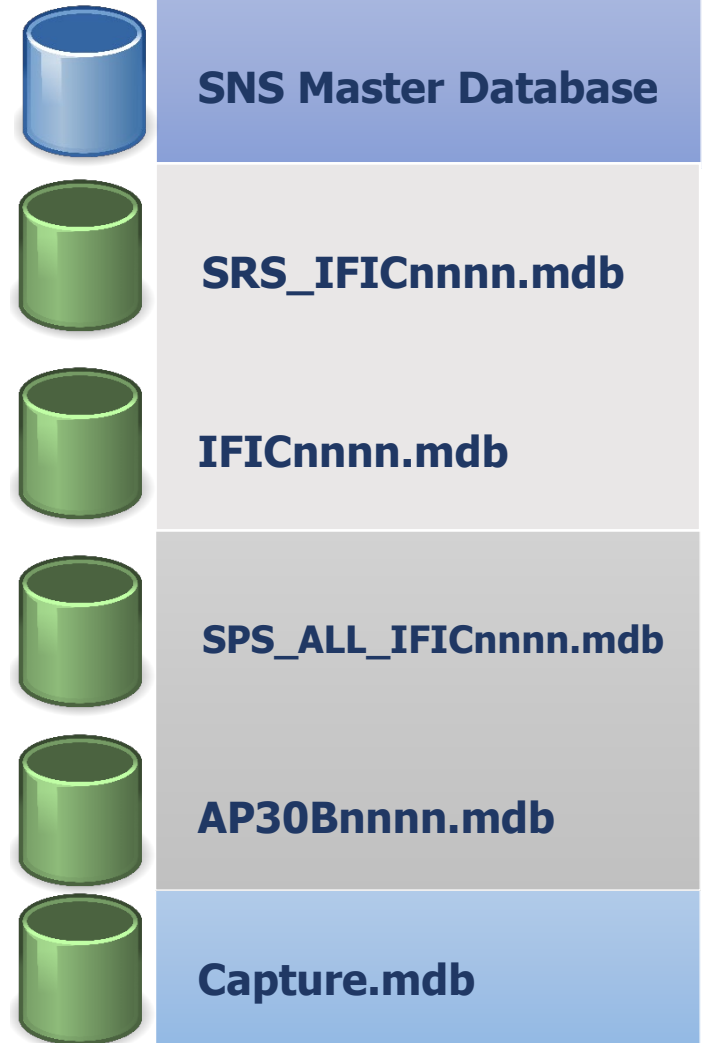 SNS Master Database
SRS_IFICnnnn.mdb
IFICnnnn.mdb
SPS_ALL_IFICnnnn.mdb
AP30Bnnnn.mdb
Capture.mdb